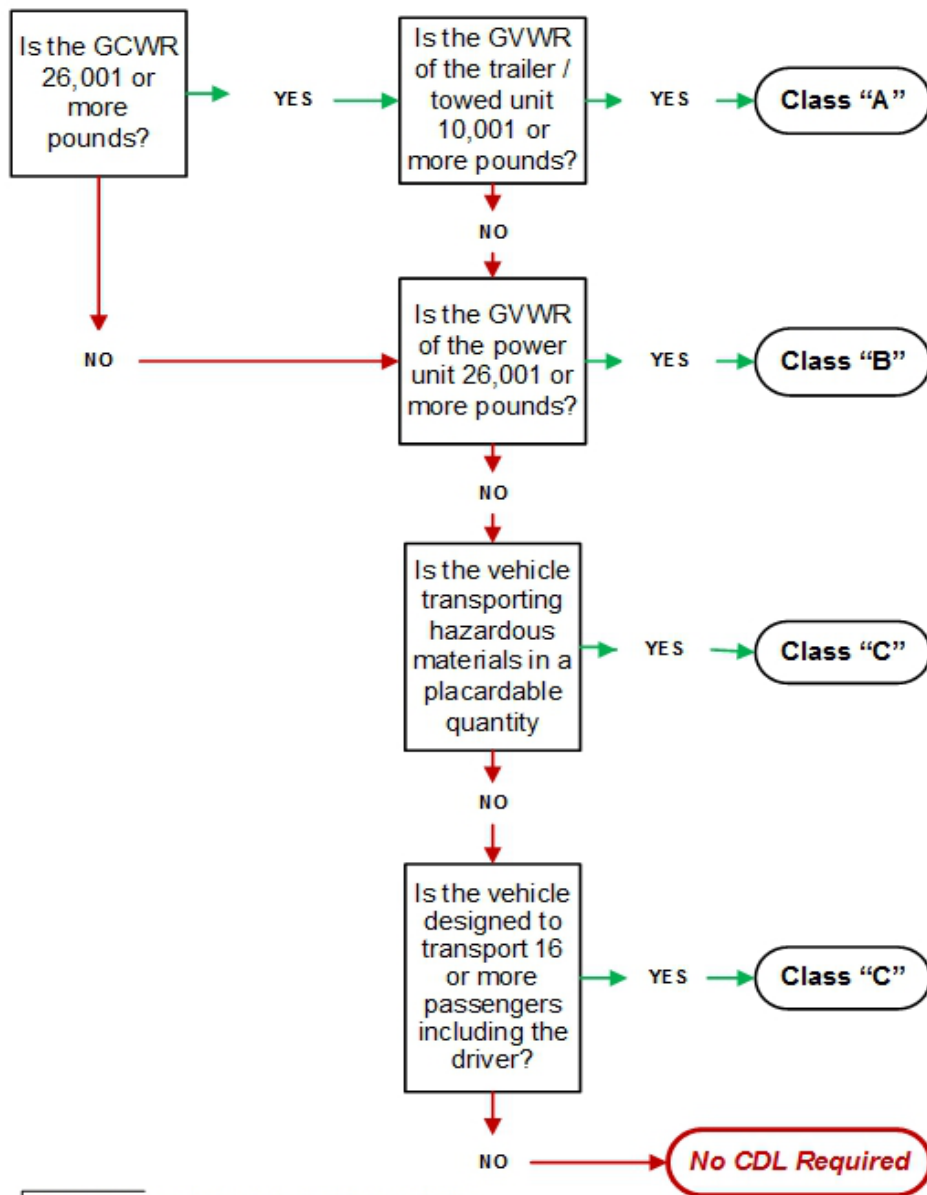 Is the GCWR
26,001 or
more
pounds?
YES
Is the GVWR
of the trailer /
towed unit
10,001 or
more pounds?
YES
Class “A”
NO
NO
Is the GVWR
of the power
unit 26,001 or
more pounds?
YES
Class “B”
NO
Is the vehicle
transporting
hazardous
materials in a
placardable
quantity
YES
Class “C”
NO
Is the vehicle
designed to
transport 16
or more
passengers
including the
driver?
YES
Class “C”
NO
No CDL Required